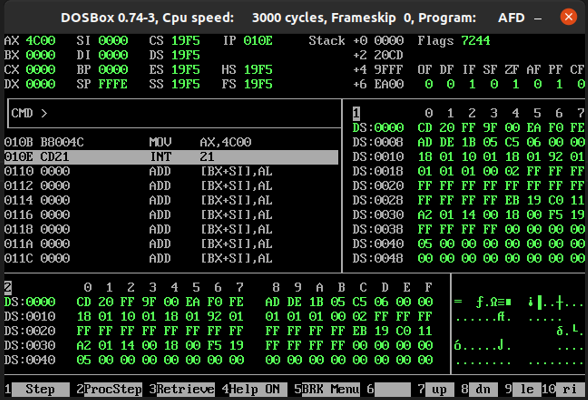 DOSBox 0.74-3, Cpu speed: 3000 cycles, Frameskip 0, Program: AFD
AX 4C00 SI 0000 CS 19F5 IP 010E Stack +0 0000 Flags 7244
BX 0000 DI 0000 DS 19F5 +2 20CD
CX 0000 BP 0000 ES 19F5 HS 19F5 +4 9FFF OF DF IF SF ZF AF PF CF
DX 0000 SP FFFE SS 19F5 FS 19F5 +6 EA00 0 0 1 0 1 0 1 0
CMD >
010B B8004C MOV AX,4C00
010E CD21 INT 21
0110 0000 ADD [BX+SI],AL
0112 0000 ADD [BX+SI],AL
0114 0000 ADD [BX+SI],AL
0116 0000 ADD [BX+SI],AL
0118 0000 ADD [BX+SI],AL
011A 0000 ADD [BX+SI],AL
011C 0000 ADD [BX+SI],AL
1 0 1 2 3 4 5 6 7
DS:0000 CD 20 FF 9F 00 EA F0 FE
DS:0008 AD DE 1B 05 C5 06 00 00
DS:0010 18 01 10 01 18 01 92 01
DS:0018 01 01 01 00 02 FF FF FF
DS:0020 FF FF FF FF FF FF FF FF
DS:0028 FF FF FF FF EB 19 C0 11
DS:0030 A2 01 14 00 18 00 F5 19
DS:0038 FF FF FF FF 00 00 00 00
DS:0040 05 00 00 00 00 00 00 00
DS:0048 00 00 00 00 00 00 00 00
2 0 1 2 3 4 5 6 7 8 9 A B C D E F
DS:0000 CD 20 FF 9F 00 EA F0 FE AD DE 1B 05 C5 06 00 00
DS:0010 18 01 10 01 18 01 92 01 01 01 01 00 02 FF FF FF
DS:0020 FF FF FF FF FF FF FF FF FF FF FF FF EB 19 C0 11
DS:0030 A2 01 14 00 18 00 F5 19 FF FF FF FF 00 00 00 00
DS:0040 05 00 00 00 00 00 00 00 00 00 00 00 00 00 00 00
1 Step 2ProcStep 3Retrieve 4Help ON 5BRK Menu 6 7 up 8 dn 9 le 10 ri